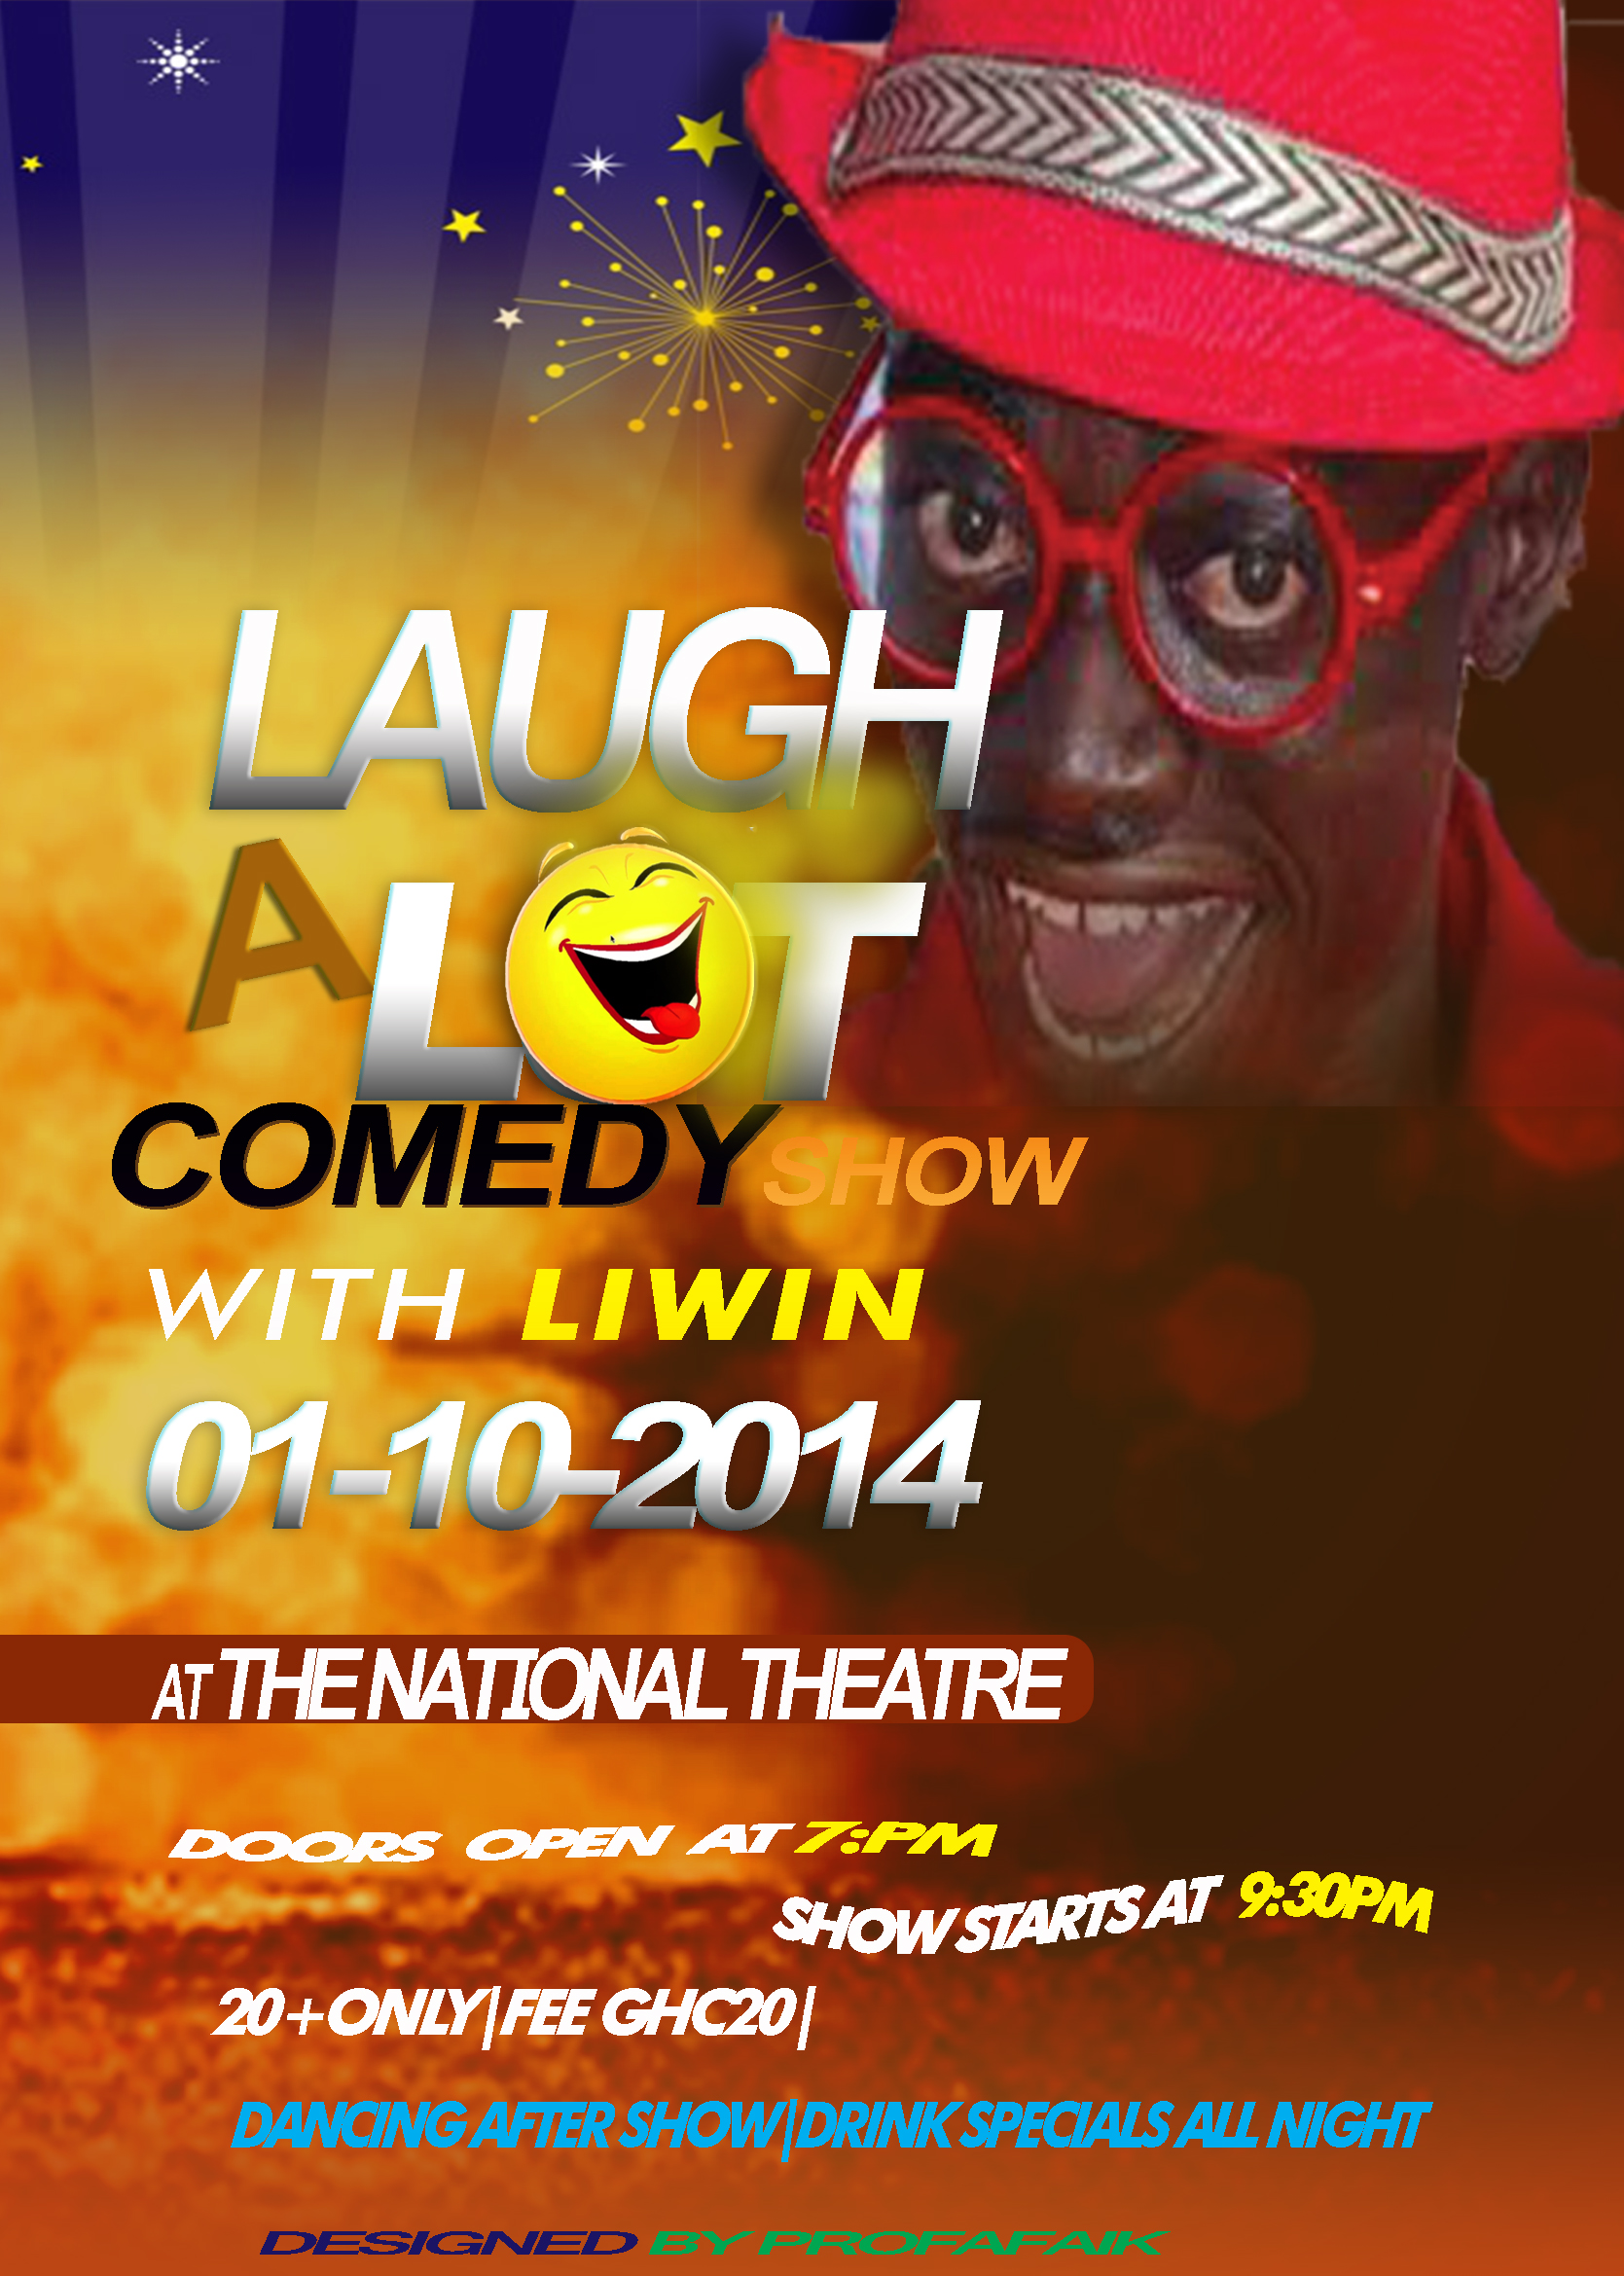 LAUGH
A LOT
COMEDY SHOW
WITH LIWIN
01-10-2014
AT THE NATIONAL THEATRE
DOORS OPEN AT 7:PM
SHOW STARTS AT 9:30PM
20+ONLY|FEE GHC20|
DANCING AFTER SHOW|DRINK SPECIALS ALL NIGHT
DESIGNED BY PROFAFAIK